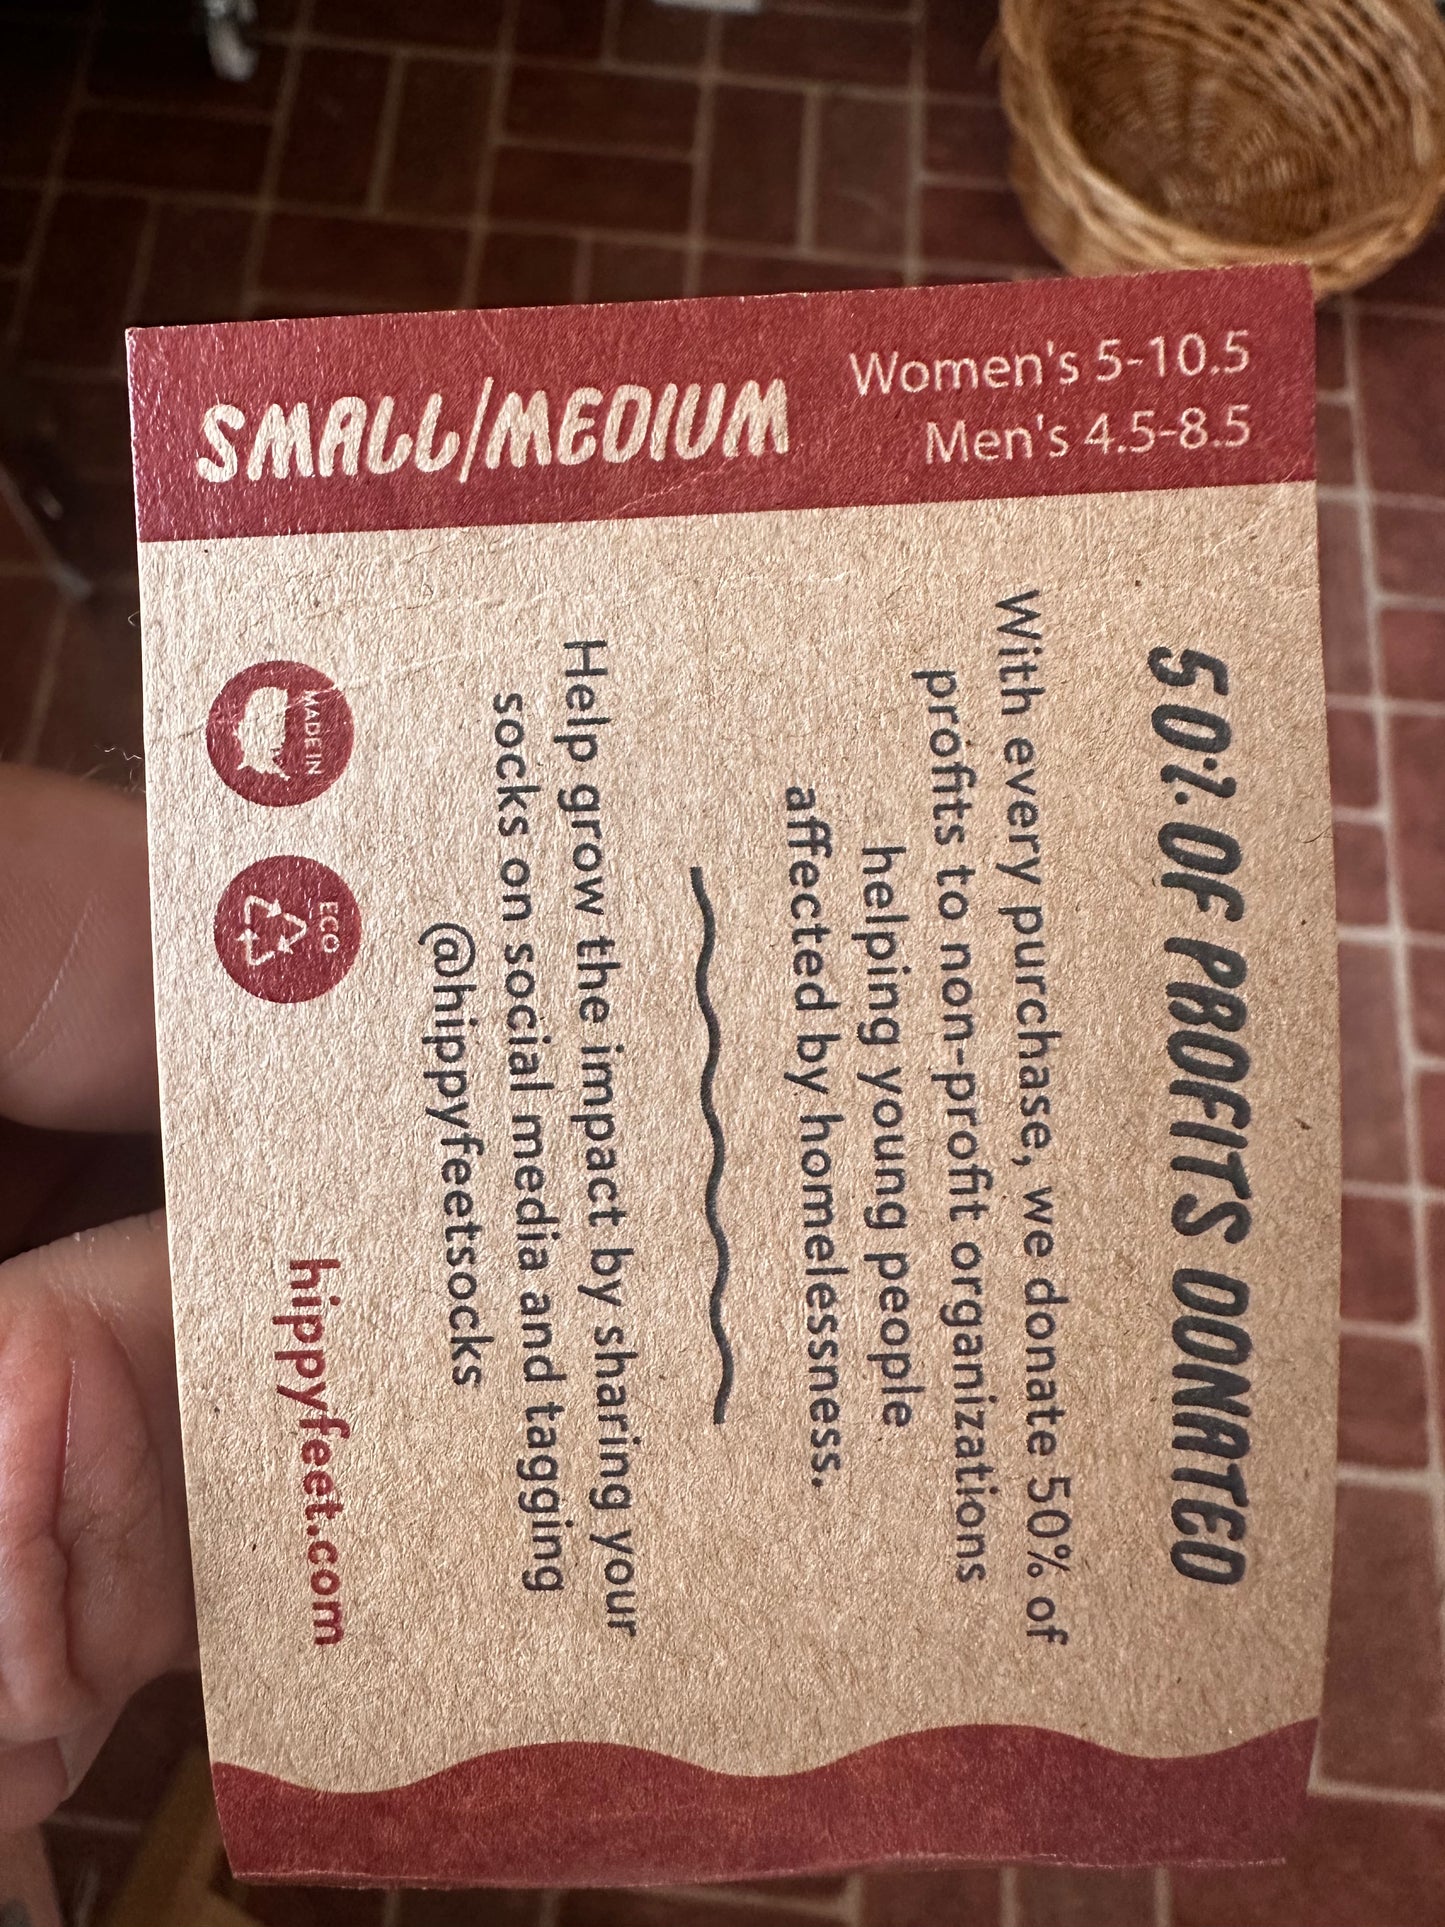 SMALL/MEDIUM
Women's 5-10.5
Men's 4.5-8.5
50% OF PROFITS DONATED
With every purchase, we donate 50% of
profits to non-profit organizations
helping young people
affected by homelessness.
Help grow the impact by sharing your
socks on social media and tagging
@hippyfeetsocks
MADE IN
ECO
hippyfeet.com